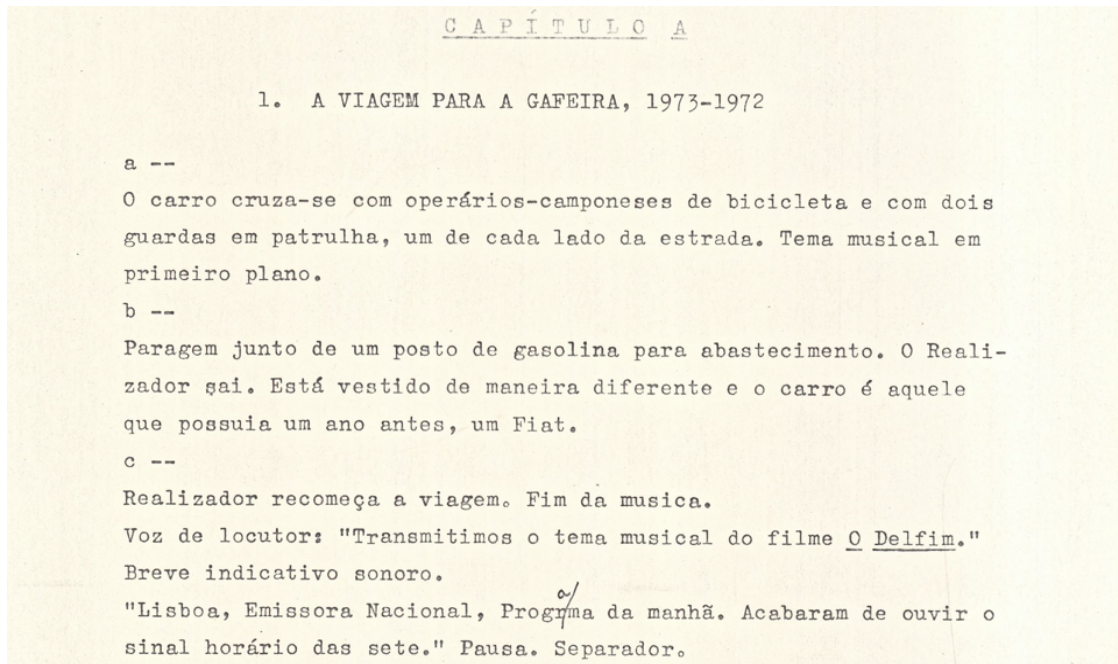 CAPÍTULO A
1. A VIAGEM PARA A GAFEIRA, 1973-1972
a --
O carro cruza-se com operários-camponeses de bicicleta e com dois
guardas em patrulha, um de cada lado da estrada. Tema musical em
primeiro plano.
b --
Paragem junto de um posto de gasolina para abastecimento. O Reali-
zador sai. Está vestido de maneira diferente e o carro é aquele
que possuia um ano antes, um Fiat.
c --
Realizador recomeça a viagem. Fim da musica.
Voz de locutor: "Transmitimos o tema musical do filme O Delfim."
Breve indicativo sonoro.
"Lisboa, Emissora Nacional, Programa da manhã. Acabaram de ouvir o
sinal horário das sete." Pausa. Separador.